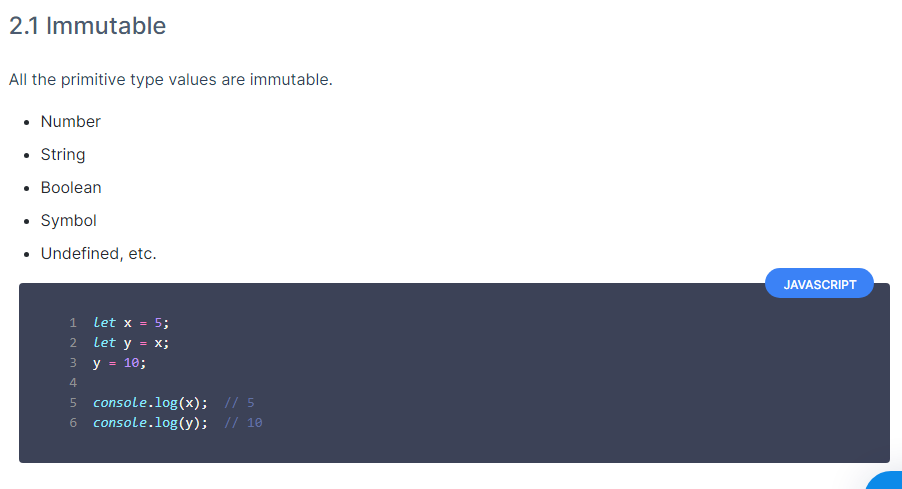 2.1 Immutable
All the primitive type values are immutable.
Number
String
Boolean
Symbol
Undefined, etc.
JAVASCRIPT
1 let x = 5;
2 let y = x;
3 y = 10;
4
5 console.log(x);  // 5
6 console.log(y);  // 10